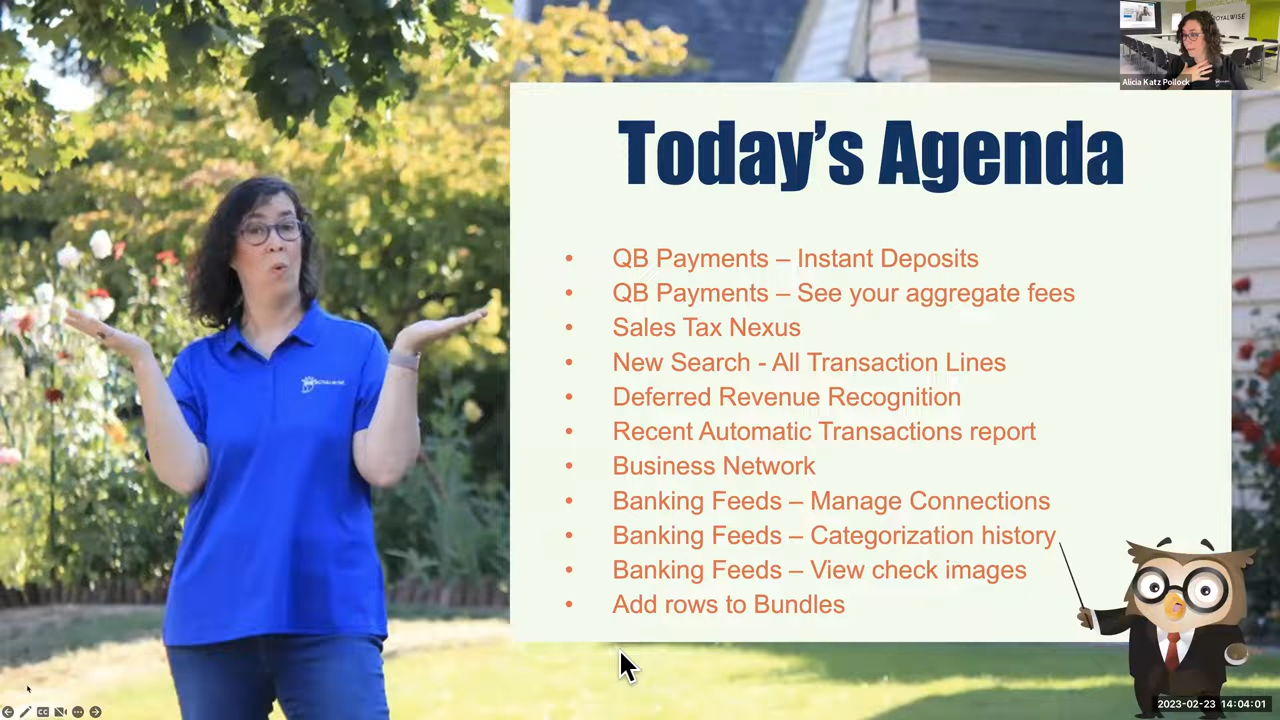 ROYALWISE
Alicia Katz Pollock
Today's Agenda
• QB Payments – Instant Deposits
• QB Payments – See your aggregate fees
• Sales Tax Nexus
• New Search - All Transaction Lines
• Deferred Revenue Recognition
• Recent Automatic Transactions report
• Business Network
• Banking Feeds – Manage Connections
• Banking Feeds – Categorization history
• Banking Feeds – View check images
• Add rows to Bundles
CC
2023-02-23 14:04:01